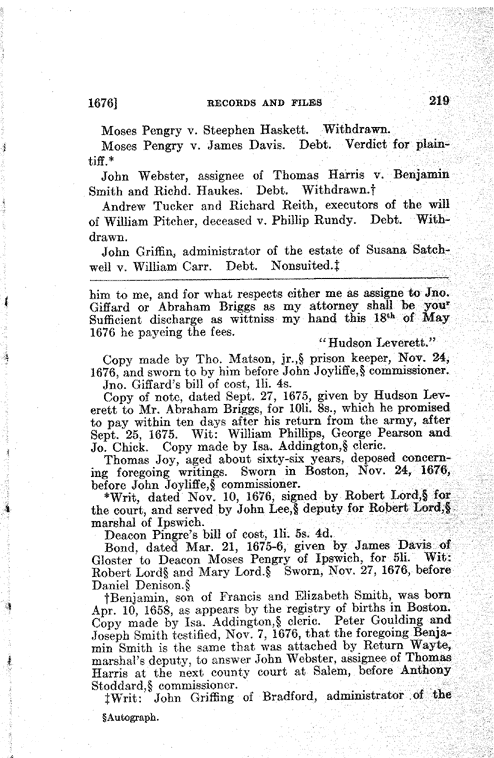 1676] RECORDS AND FILES 219
Moses Pengry v. Steephen Haskett. Withdrawn.
Moses Pengry v. James Davis. Debt. Verdict for plain-
tiff.*
John Webster, assignee of Thomas Harris v. Benjamin
Smith and Richd. Haukes. Debt. Withdrawn.†
Andrew Tucker and Richard Reith, executors of the will
of William Pitcher, deceased v. Phillip Rundy. Debt. With-
drawn.
John Griffin, administrator of the estate of Susana Satch-
well v. William Carr. Debt. Nonsuited.‡
him to me, and for what respects either me as assigne to Jno.
Giffard or Abraham Briggs as my attorney shall be youʳ
Sufficient discharge as wittniss my hand this 18ᵗʰ of May
1676 he payeing the fees.
"Hudson Leverett."
Copy made by Tho. Matson, jr.,§ prison keeper, Nov. 24,
1676, and sworn to by him before John Joyliffe,§ commissioner.
Jno. Giffard's bill of cost, 1li. 4s.
Copy of note, dated Sept. 27, 1675, given by Hudson Lev-
erett to Mr. Abraham Briggs, for 10li. 8s., which he promised
to pay within ten days after his return from the army, after
Sept. 25, 1675. Wit: William Phillips, George Pearson and
Jo. Chick. Copy made by Isa. Addington,§ cleric.
Thomas Joy, aged about sixty-six years, deposed concern-
ing foregoing writings. Sworn in Boston, Nov. 24, 1676,
before John Joyliffe,§ commissioner.
*Writ, dated Nov. 10, 1676, signed by Robert Lord,§ for
the court, and served by John Lee,§ deputy for Robert Lord,§
marshal of Ipswich.
Deacon Pingre's bill of cost, 1li. 5s. 4d.
Bond, dated Mar. 21, 1675-6, given by James Davis of
Gloster to Deacon Moses Pengry of Ipswich, for 5li. Wit:
Robert Lord§ and Mary Lord.§ Sworn, Nov. 27, 1676, before
Daniel Denison.§
†Benjamin, son of Francis and Elizabeth Smith, was born
Apr. 10, 1658, as appears by the registry of births in Boston.
Copy made by Isa. Addington,§ cleric. Peter Goulding and
Joseph Smith testified, Nov. 7, 1676, that the foregoing Benja-
min Smith is the same that was attached by Return Wayte,
marshal's deputy, to answer John Webster, assignee of Thomas
Harris at the next county court at Salem, before Anthony
Stoddard,§ commissioner.
‡Writ: John Griffing of Bradford, administrator of the
§Autograph.